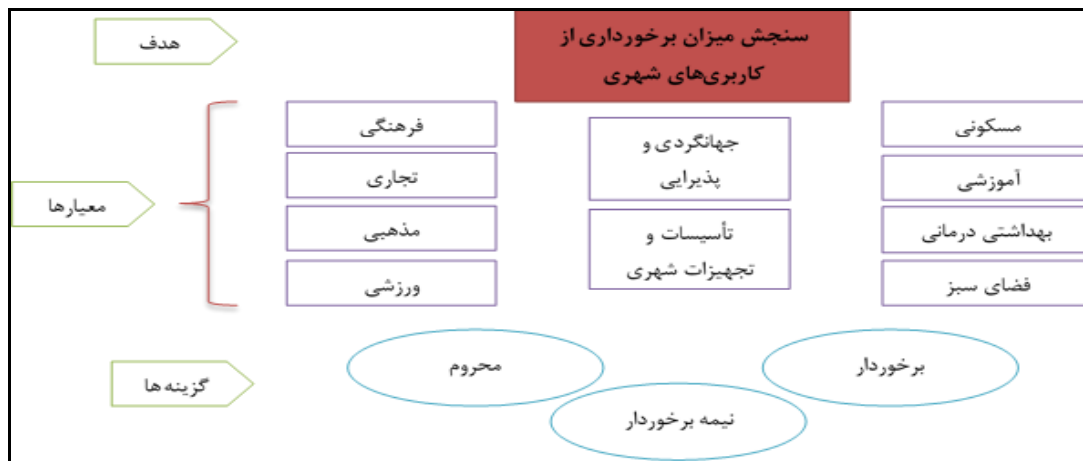 هدف
سنجش میزان برخورداری از
کاربری‌های شهری
معیارها
مسکونی
آموزشی
بهداشتی درمانی
فضای سبز
جهانگردی و
پذیرایی
تأسیسات و
تجهیزات شهری
فرهنگی
تجاری
مذهبی
ورزشی
گزینه ها
برخوردار
نیمه برخوردار
محروم